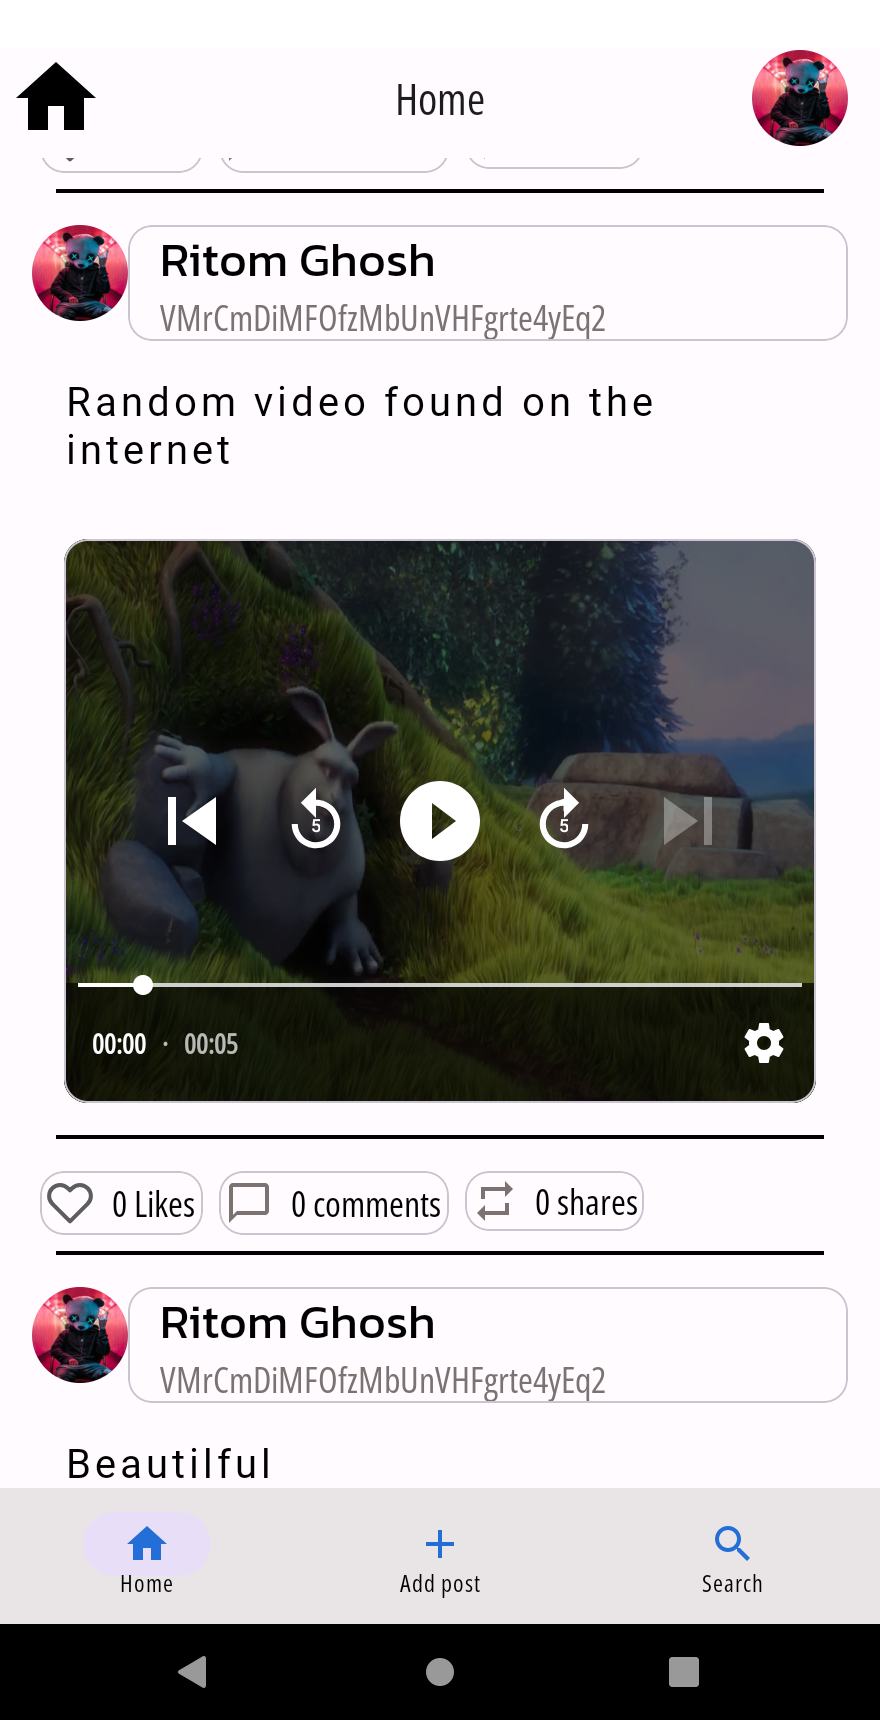 Home
Ritom Ghosh
VMrCmDiMFOfzMbUnVHFgrte4yEq2
Random video found on the
internet
5
5
00:00 · 00:05
0 Likes
0 comments
0 shares
Ritom Ghosh
VMrCmDiMFOfzMbUnVHFgrte4yEq2
Beautilful
Home
Add post
Search